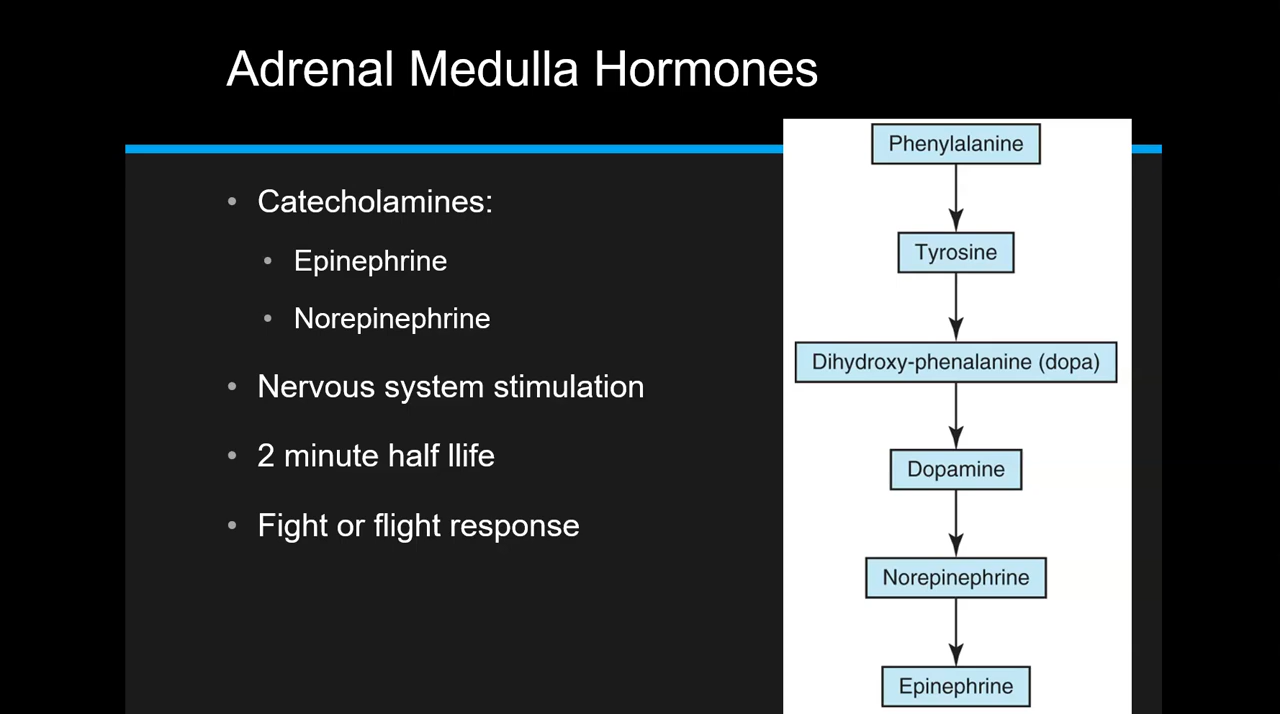 Adrenal Medulla Hormones
• Catecholamines:
• Epinephrine
• Norepinephrine
• Nervous system stimulation
• 2 minute half llife
• Fight or flight response
Phenylalanine
Tyrosine
Dihydroxy-phenalanine (dopa)
Dopamine
Norepinephrine
Epinephrine